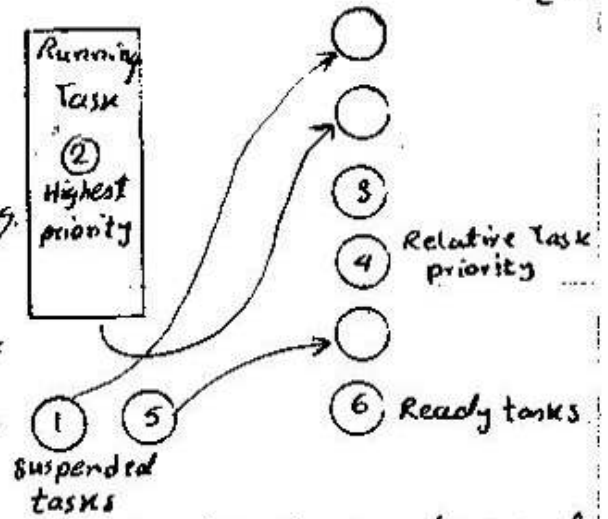 Running
Task
2
Highest
priority
3
4
Relative Task
priority
1
5
6
Ready tasks
suspended
tasks